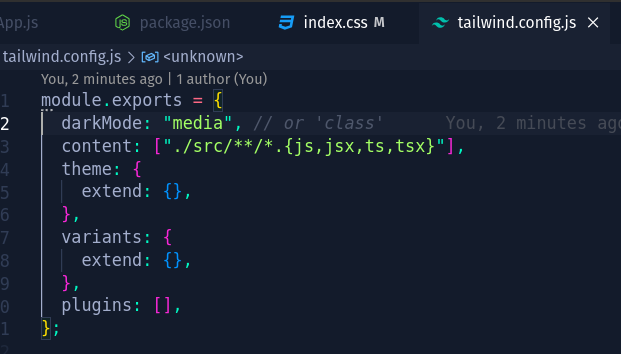 App.js package.json index.css M tailwind.config.js ×
tailwind.config.js > <unknown>
You, 2 minutes ago | 1 author (You)
1 module.exports = {
2 darkMode: "media", // or 'class' You, 2 minutes ago
3 content: ["./src/**/*.{js,jsx,ts,tsx}"],
4 theme: {
5 extend: {},
6 },
7 variants: {
8 extend: {},
9 },
0 plugins: [],
1 };
2